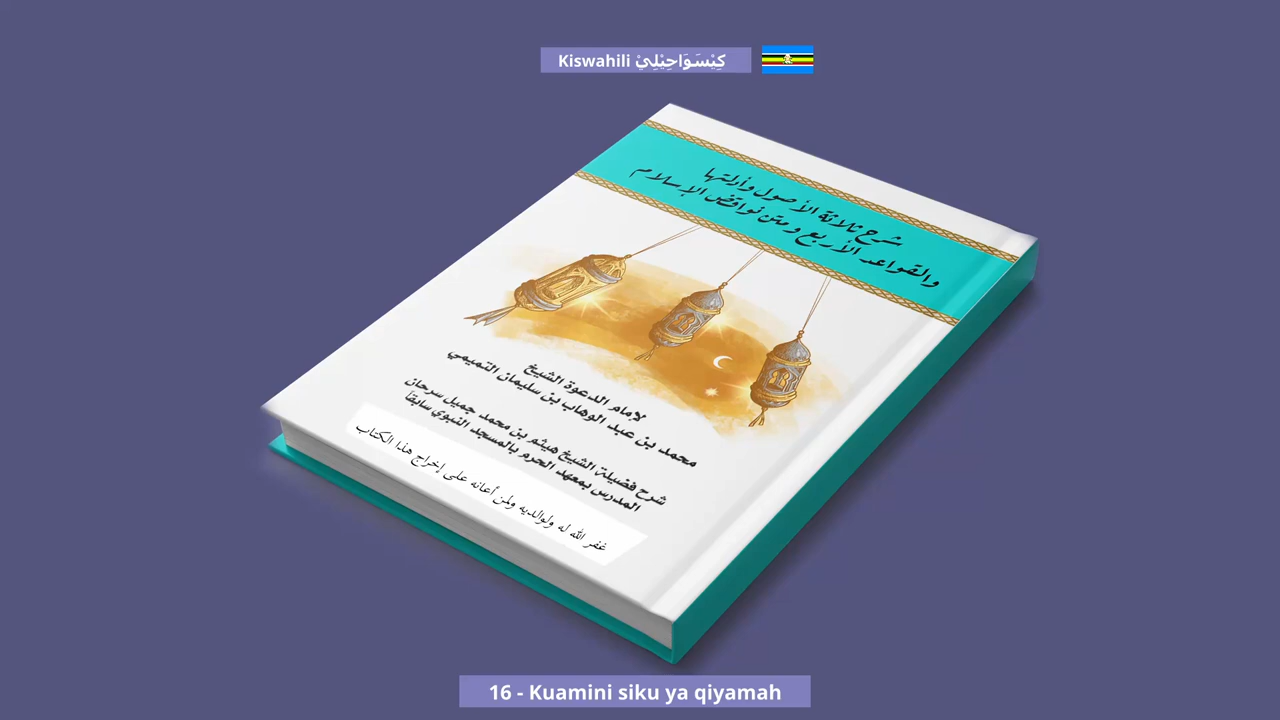 Kiswahili كِيْسَوَاحِيْلِيْ
شرح ثلاثة الأصول وأدلتها
والقواعد الأربع ومتن نواقض الإسلام
لإمام الدعوة الشيخ
محمد بن عبد الوهاب بن سليمان التميمي
شرح فضيلة الشيخ هيثم بن محمد جميل سرحان
المدرس بمعهد الحرم بالمسجد النبوي سابقاً
غفر الله له ولوالديه ولمن أعانه على إخراج هذا الكتاب
16 - Kuamini siku ya qiyamah